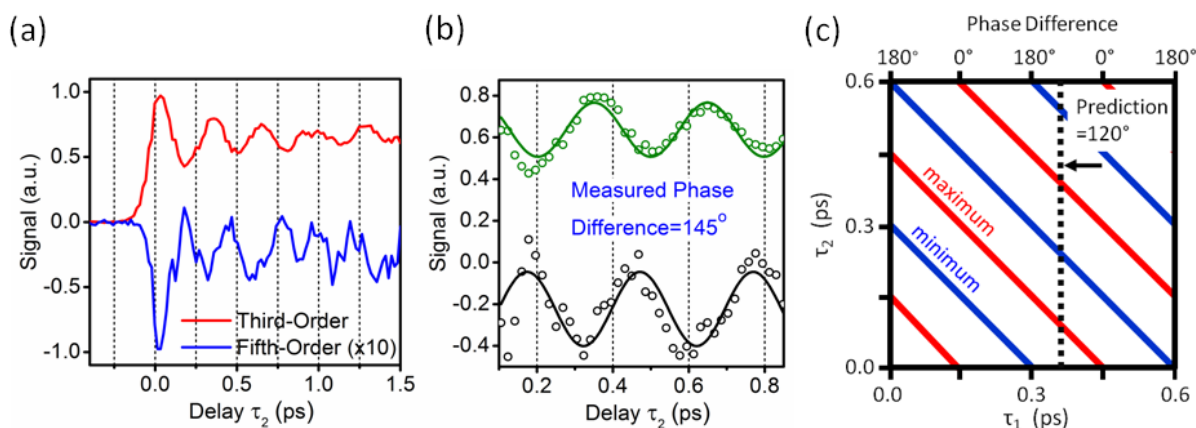 (a)
Signal (a.u.)
1.0
0.5
0.0
-0.5
-1.0
Third-Order
Fifth-Order (x10)
0.0 0.5 1.0 1.5
Delay τ2 (ps)
(b)
Signal (a.u.)
0.8
0.6
0.4
0.2
0.0
-0.2
-0.4
Measured Phase
Difference=145°
0.2 0.4 0.6 0.8
Delay τ2 (ps)
(c)
Phase Difference
180° 0° 180° 0° 180°
τ2 (ps)
0.6
0.3
0.0
Prediction
=120°
maximum
minimum
0.0 0.3 0.6
τ1 (ps)